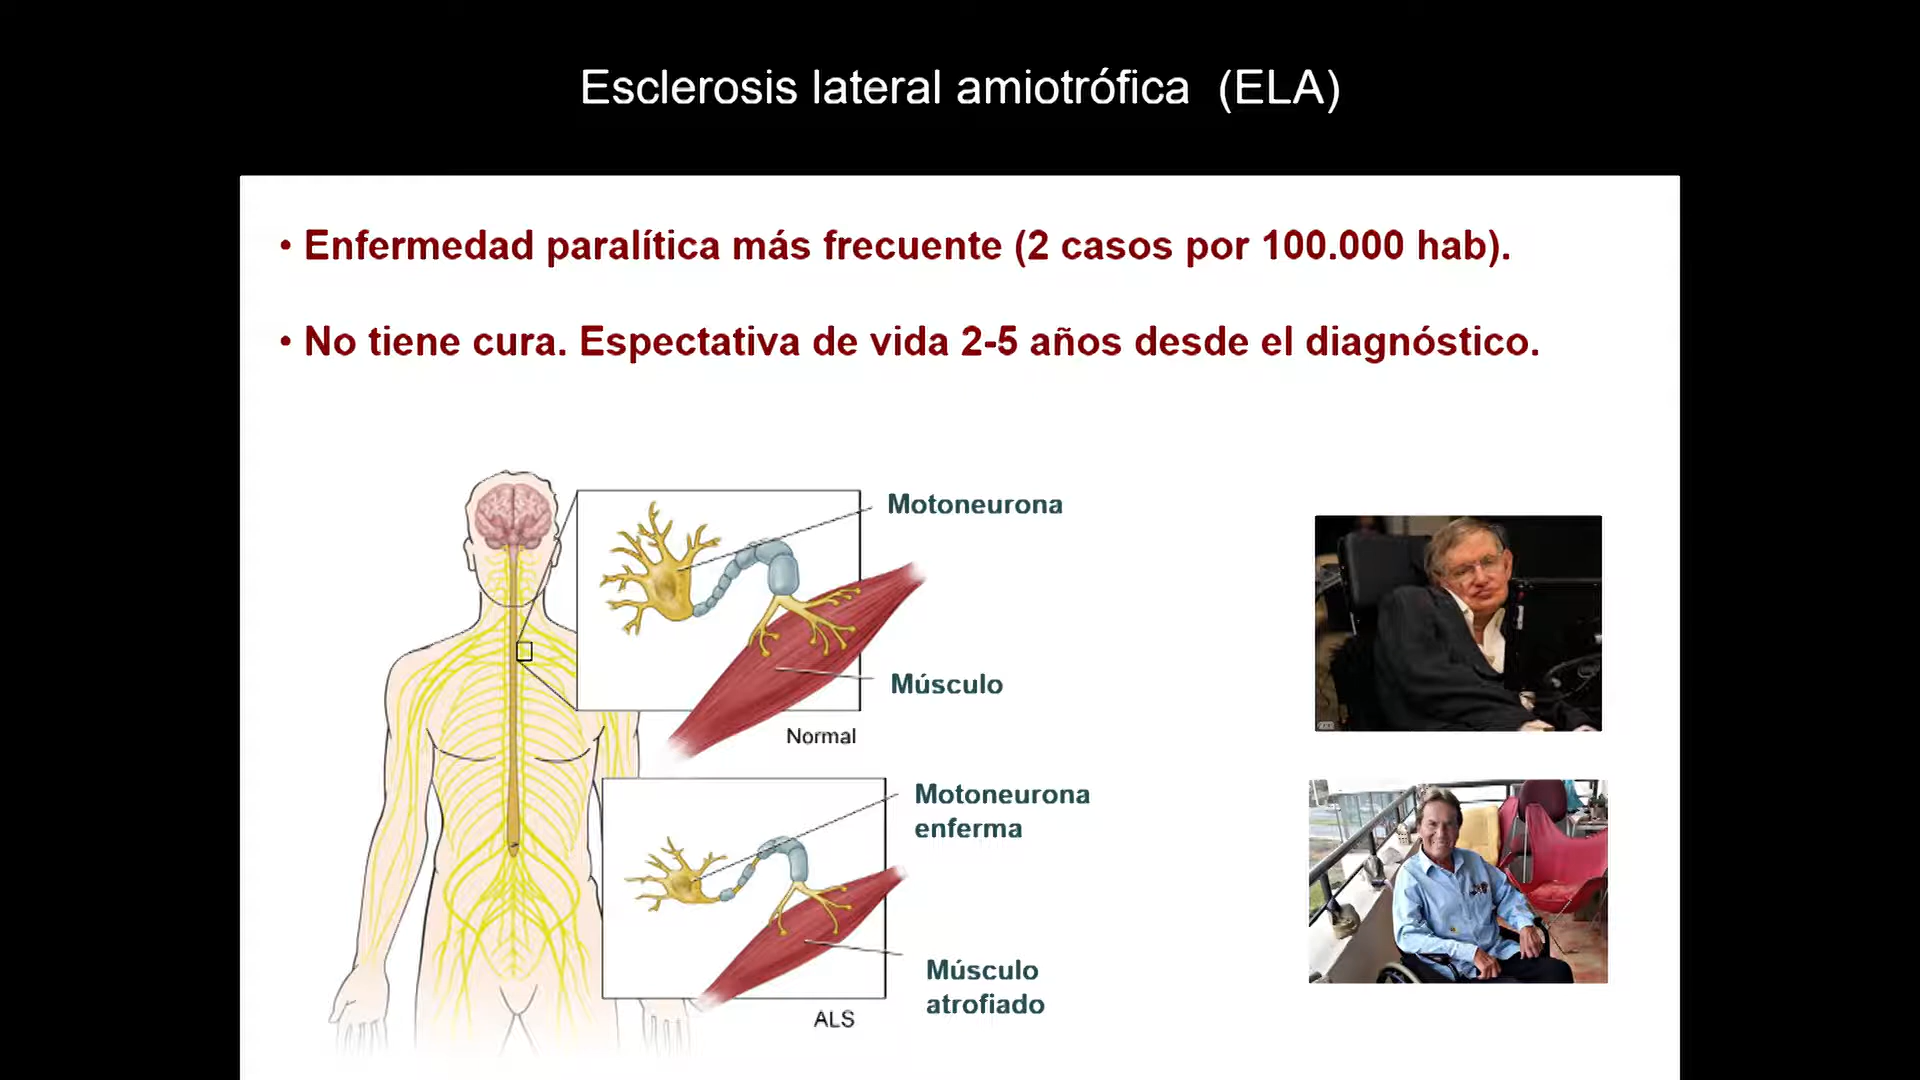 Esclerosis lateral amiotrófica (ELA)
• Enfermedad paralítica más frecuente (2 casos por 100.000 hab).
• No tiene cura. Espectativa de vida 2-5 años desde el diagnóstico.
Motoneurona
Músculo
Normal
Motoneurona
enferma
Músculo
atrofiado
ALS